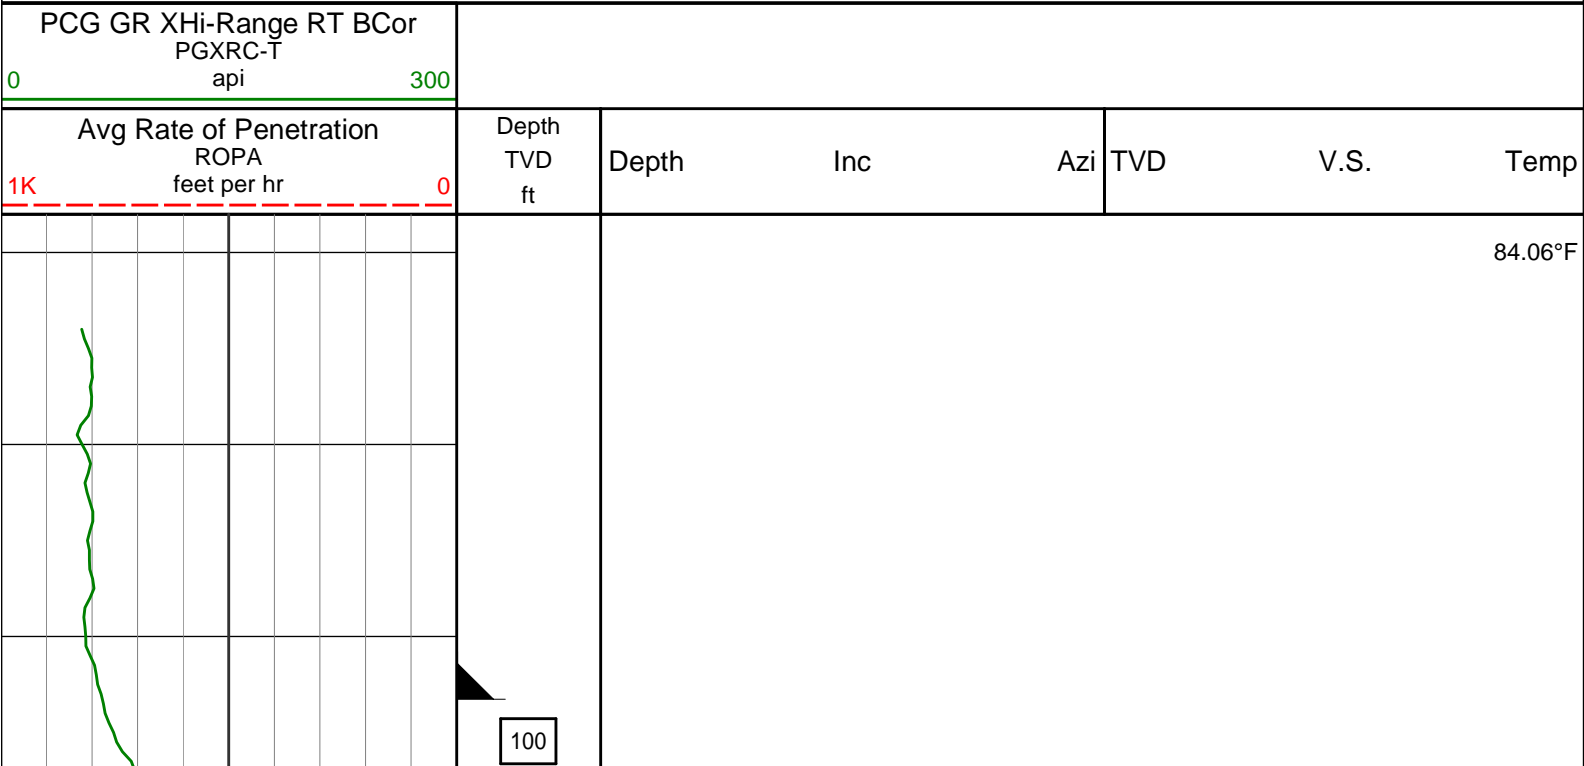 PCG GR XHi-Range RT BCor
PGXRC-T
api
0 300
Avg Rate of Penetration
ROPA
feet per hr
1K 0
Depth
TVD
ft
Depth Inc Azi TVD V.S. Temp
84.06°F
100